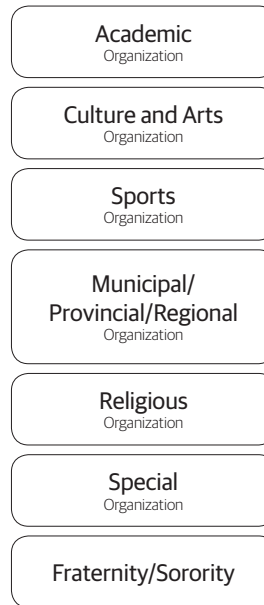 Academic
Organization
Culture and Arts
Organization
Sports
Organization
Municipal/
Provincial/Regional
Organization
Religious
Organization
Special
Organization
Fraternity/Sorority